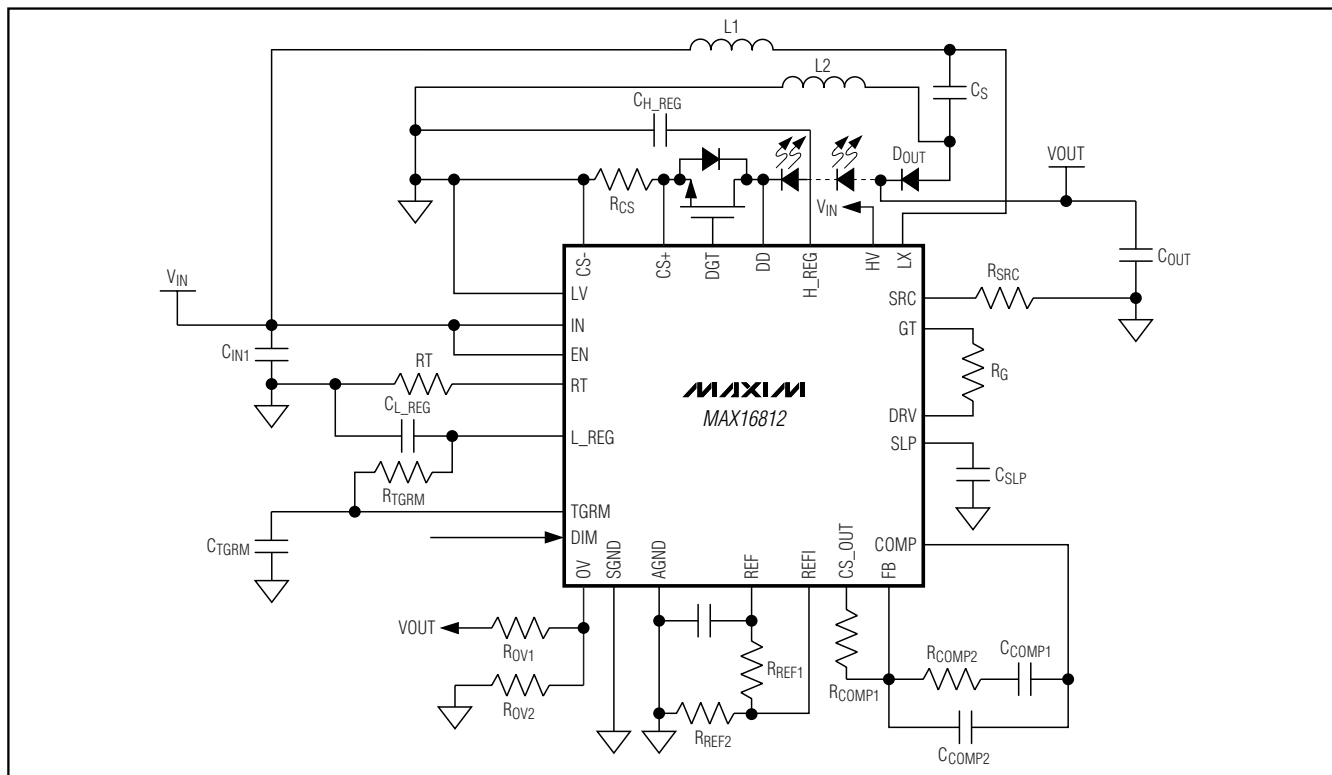 L1
L2
CS
CH_REG
DOUT
VOUT
RCS
VIN
COUT
CS-
CS+
DGT
DD
H_REG
HV
LX
VIN
LV
SRC
RSRC
IN
GT
CIN1
EN
RT
RT
RG
MAXIM
MAX16812
CL_REG
DRV
L_REG
SLP
RTGRM
CSLP
TGRM
CTGRM
DIM
COMP
OV
SGND
AGND
REF
REFI
CS_OUT
FB
VOUT
ROV1
RREF1
RCOMP2
CCOMP1
ROV2
RCOMP1
RREF2
CCOMP2